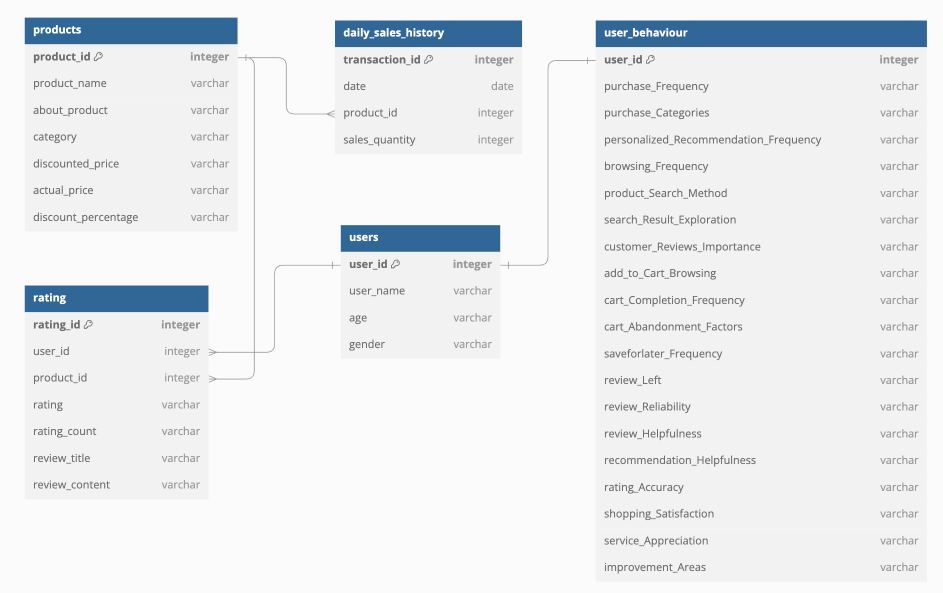 products
product_id integer
product_name varchar
about_product varchar
category varchar
discounted_price varchar
actual_price varchar
discount_percentage varchar
rating
rating_id integer
user_id integer
product_id integer
rating varchar
rating_count varchar
review_title varchar
review_content varchar
daily_sales_history
transaction_id integer
date date
product_id integer
sales_quantity integer
users
user_id integer
user_name varchar
age varchar
gender varchar
user_behaviour
user_id integer
purchase_Frequency varchar
purchase_Categories varchar
personalized_Recommendation_Frequency varchar
browsing_Frequency varchar
product_Search_Method varchar
search_Result_Exploration varchar
customer_Reviews_Importance varchar
add_to_Cart_Browsing varchar
cart_Completion_Frequency varchar
cart_Abandonment_Factors varchar
saveforlater_Frequency varchar
review_Left varchar
review_Reliability varchar
review_Helpfulness varchar
recommendation_Helpfulness varchar
rating_Accuracy varchar
shopping_Satisfaction varchar
service_Appreciation varchar
improvement_Areas varchar